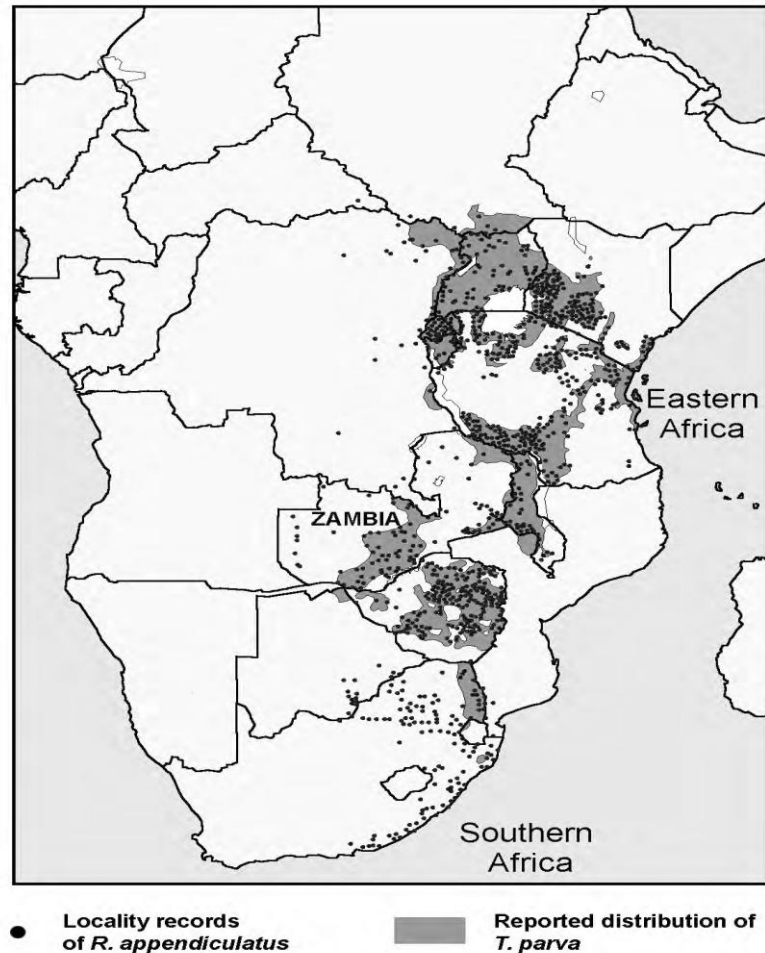 Eastern
Africa
ZAMBIA
Southern
Africa
Locality records
of R. appendiculatus
Reported distribution of
T. parva